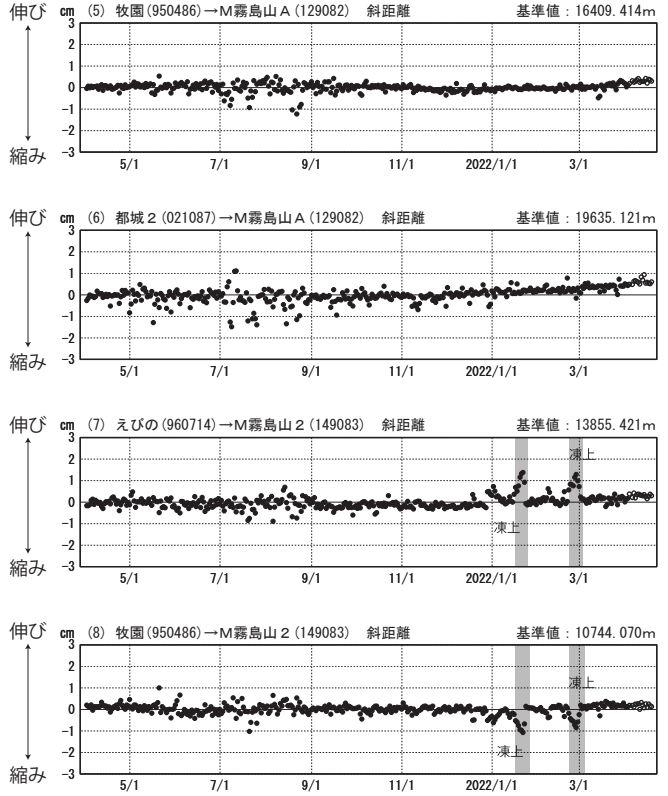 伸び cm (5) 牧園(950486)→M霧島山A(129082) 斜距離 基準値：16409.414m
3
2
1
0
-1
-2
縮み -3
5/1 7/1 9/1 11/1 2022/1/1 3/1
伸び cm (6) 都城2(021087)→M霧島山A(129082) 斜距離 基準値：19635.121m
3
2
1
0
-1
-2
縮み -3
5/1 7/1 9/1 11/1 2022/1/1 3/1
伸び cm (7) えびの(960714)→M霧島山2(149083) 斜距離 基準値：13855.421m
3
凍上
2
1
0
-1
凍上
-2
縮み -3
5/1 7/1 9/1 11/1 2022/1/1 3/1
伸び cm (8) 牧園(950486)→M霧島山2(149083) 斜距離 基準値：10744.070m
3
2
1 凍上
0
-1
-2 凍上
縮み -3
5/1 7/1 9/1 11/1 2022/1/1 3/1